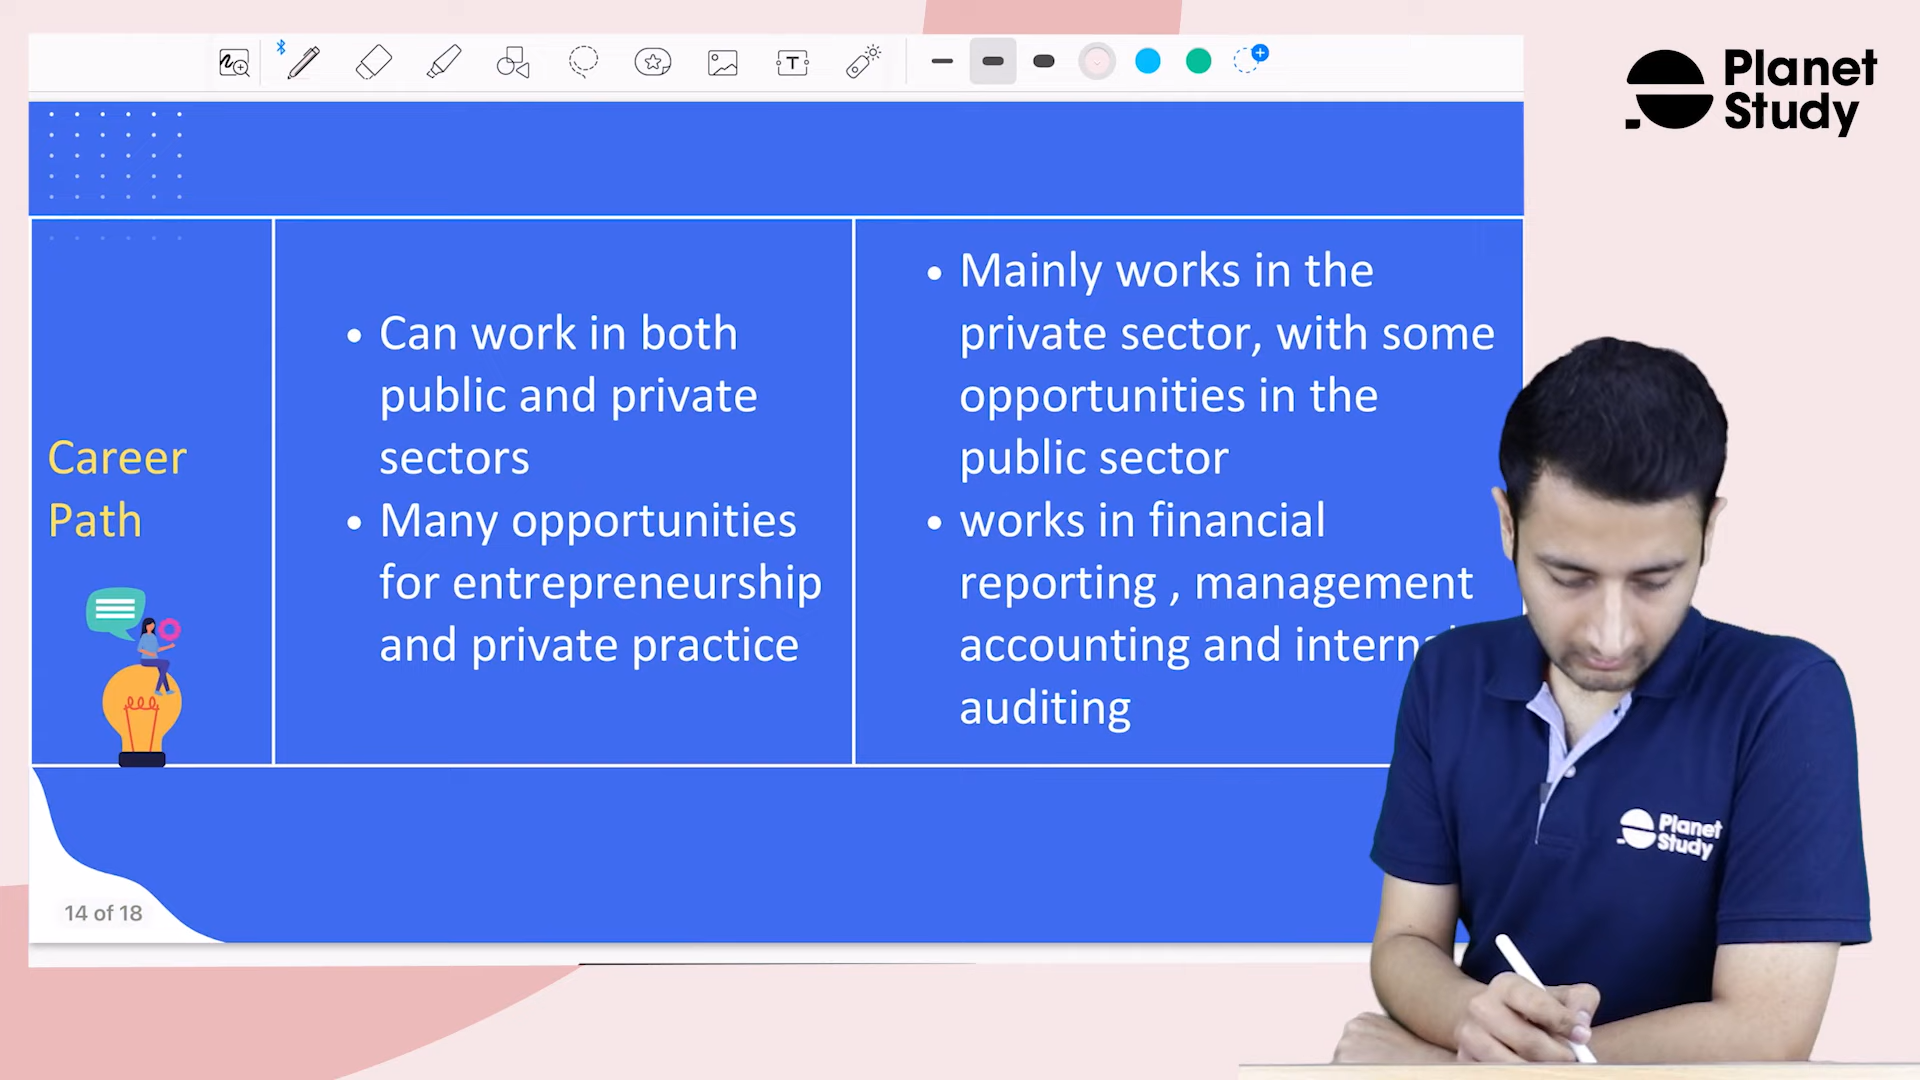 Planet
Study
Career
Path
Can work in both
public and private
sectors
Many opportunities
for entrepreneurship
and private practice
Mainly works in the
private sector, with some
opportunities in the
public sector
works in financial
reporting , management
accounting and
auditing
Planet
Study
14 of 18
T